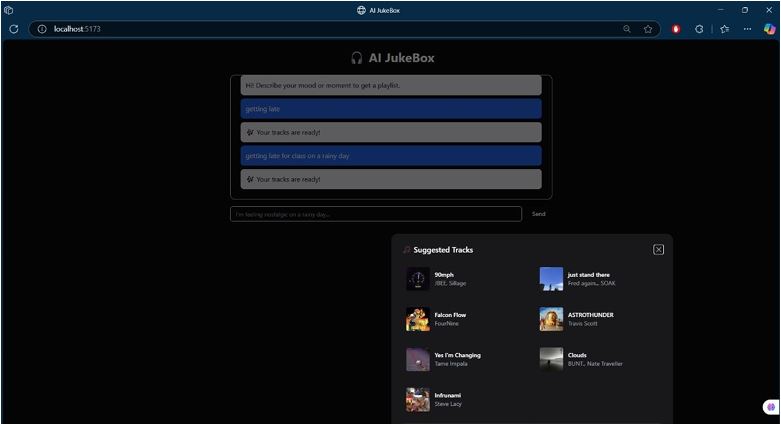 AI JukeBox
localhost:5173
AI JukeBox
Hi! Describe your mood or moment to get a playlist.
getting late
Your tracks are ready!
getting late for class on a rainy day
Your tracks are ready!
I'm feeling nostalgic on a rainy day...
Send
Suggested Tracks
90mph
JBEE, Sillage
just stand there
Fred again.., SOAK
Falcon Flow
FourNine
ASTROTHUNDER
Travis Scott
Yes I'm Changing
Tame Impala
Clouds
BUNT., Nate Traveller
Infrunami
Steve Lacy